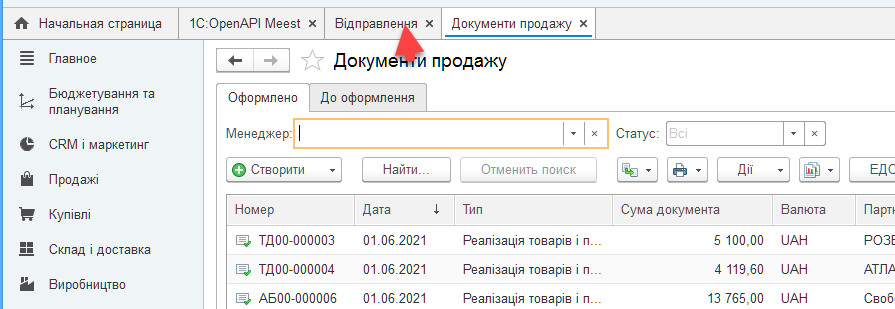 Начальная страница 1C:OpenAPI Meest × Відправлення × Документи продажу ×
Главное
Бюджетування та
планування
CRM і маркетинг
Продажі
Купівлі
Склад і доставка
Виробництво
Документи продажу
Оформлено До оформлення
Менеджер: Статус: Всі
Створити Найти... Отменить поиск Дії ЕДО
Номер Дата ↓ Тип Сума документа Валюта Партн
ТД00-000003 01.06.2021 Реалізація товарів і п... 5 100,00 UAH РОЗЕ
ТД00-000004 01.06.2021 Реалізація товарів і п... 4 119,60 UAH АТЛА
АБ00-000006 01.06.2021 Реалізація товарів і п... 13 765,00 UAH Своб